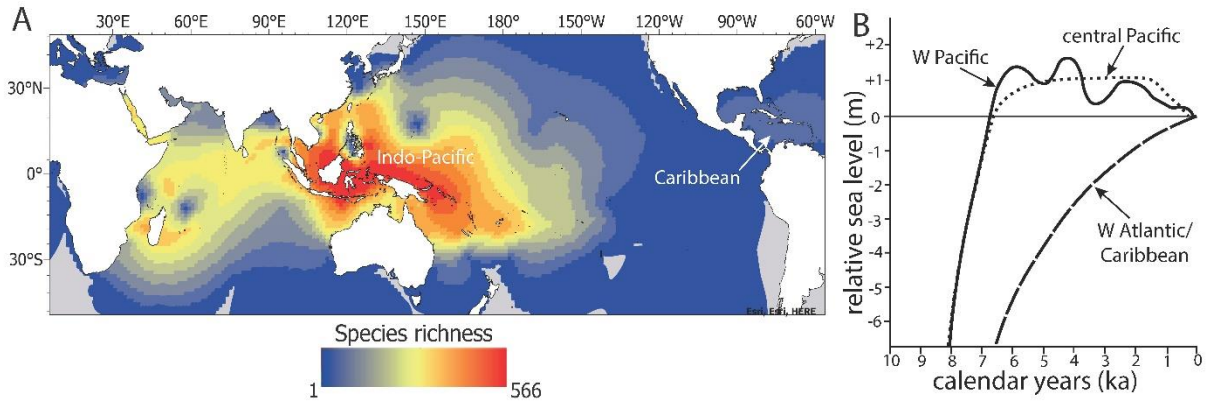 A
30°E 60°E 90°E 120°E 150°E 180° 150°W 120°W 90°W 60°W
30°N
0°
30°S
Indo-Pacific
Caribbean
Esri, Esri, HERE
Species richness
1 566
B
W Pacific
central Pacific
W Atlantic/
Caribbean
relative sea level (m)
+2
+1
0
-1
-2
-3
-4
-5
-6
10 9 8 7 6 5 4 3 2 1 0
calendar years (ka)